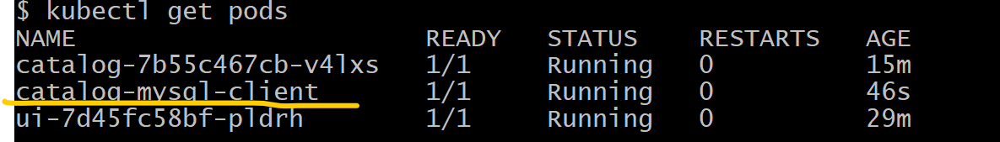 $ kubectl get pods
NAME READY STATUS RESTARTS AGE
catalog-7b55c467cb-v4lxs 1/1 Running 0 15m
catalog-mysql-client 1/1 Running 0 46s
ui-7d45fc58bf-pldrh 1/1 Running 0 29m